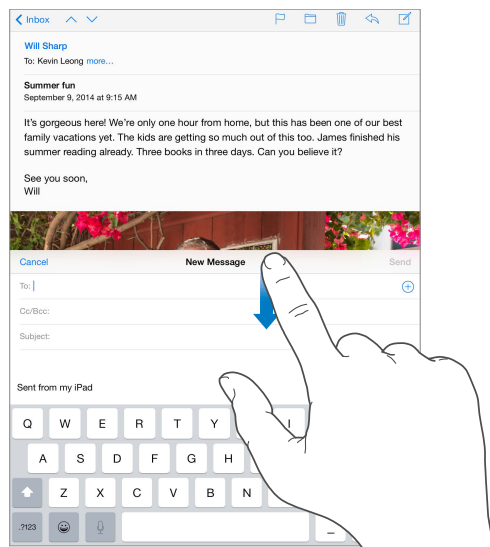 Inbox
Will Sharp
To: Kevin Leong more...
Summer fun
September 9, 2014 at 9:15 AM
It's gorgeous here! We're only one hour from home, but this has been one of our best
family vacations yet. The kids are getting so much out of this too. James finished his
summer reading already. Three books in three days. Can you believe it?
See you soon,
Will
Cancel New Message Send
To:
Cc/Bcc:
Subject:
Sent from my iPad
Q W E R T Y I
A S D F G H
Z X C V B N
.?123 _